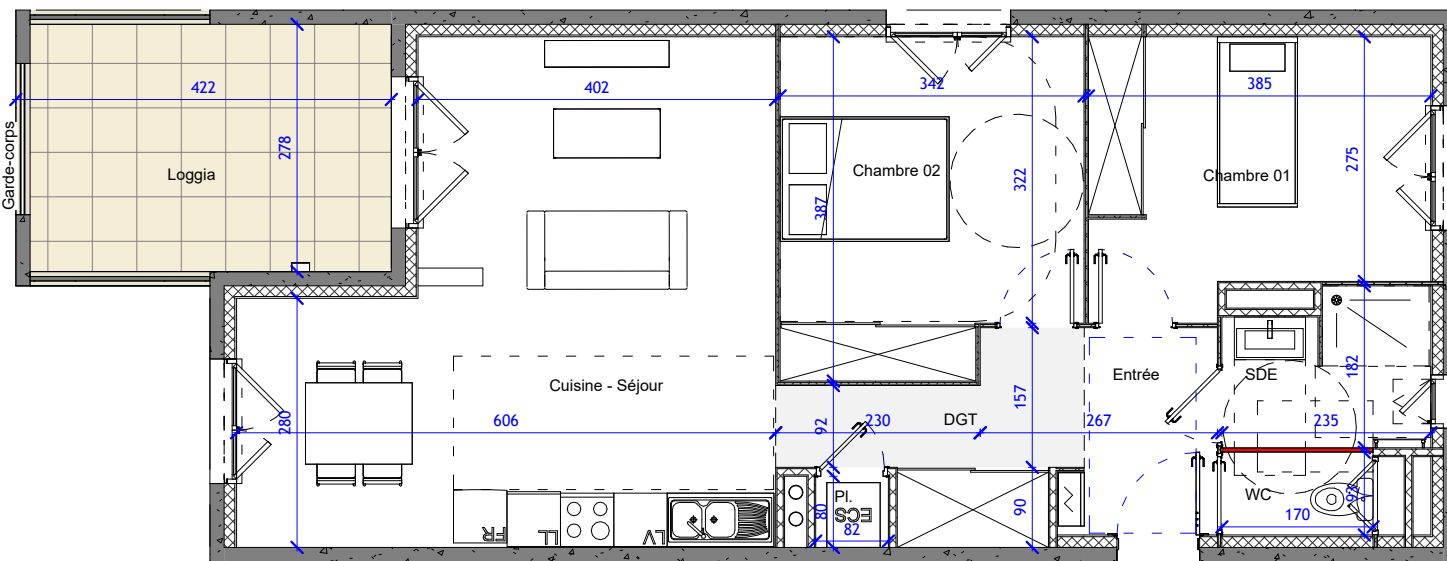 422
402
342
385
Garde-corps
278
Loggia
Chambre 02
387
322
Chambre 01
275
Cuisine - Séjour
Entrée
SDE
182
280
606
92
230
DGT
157
267
235
FR
LL
LV
80
Pl.
ECS
82
90
WC
92
170